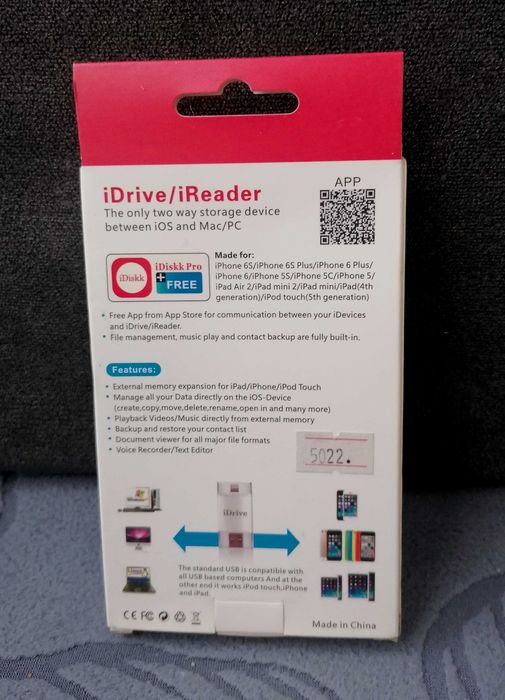 iDrive/iReader
The only two way storage device
between iOS and Mac/PC
APP
iDiskk
iDiskk Pro
+ FREE
Made for:
iPhone 6S/iPhone 6S Plus/iPhone 6 Plus/
iPhone 6/iPhone 5S/iPhone 5C/iPhone 5/
iPad Air 2/iPad mini 2/iPad mini/iPad(4th
generation)/iPod touch(5th generation)
• Free App from App Store for communication between your iDevices
and iDrive/iReader.
• File management, music play and contact backup are fully built-in.
Features:
• External memory expansion for iPad/iPhone/iPod Touch
• Manage all your Data directly on the iOS-Device
(create,copy,move,delete,rename,open in and many more)
• Playback Videos/Music directly from external memory
• Backup and restore your contact list
• Document viewer for all major file formats
• Voice Recorder/Text Editor
5022.
iDrive
The standard USB is compatible with
all USB based computers And at the
other end it works iPod touch,iPhone
and iPad.
CE FC
Made in China